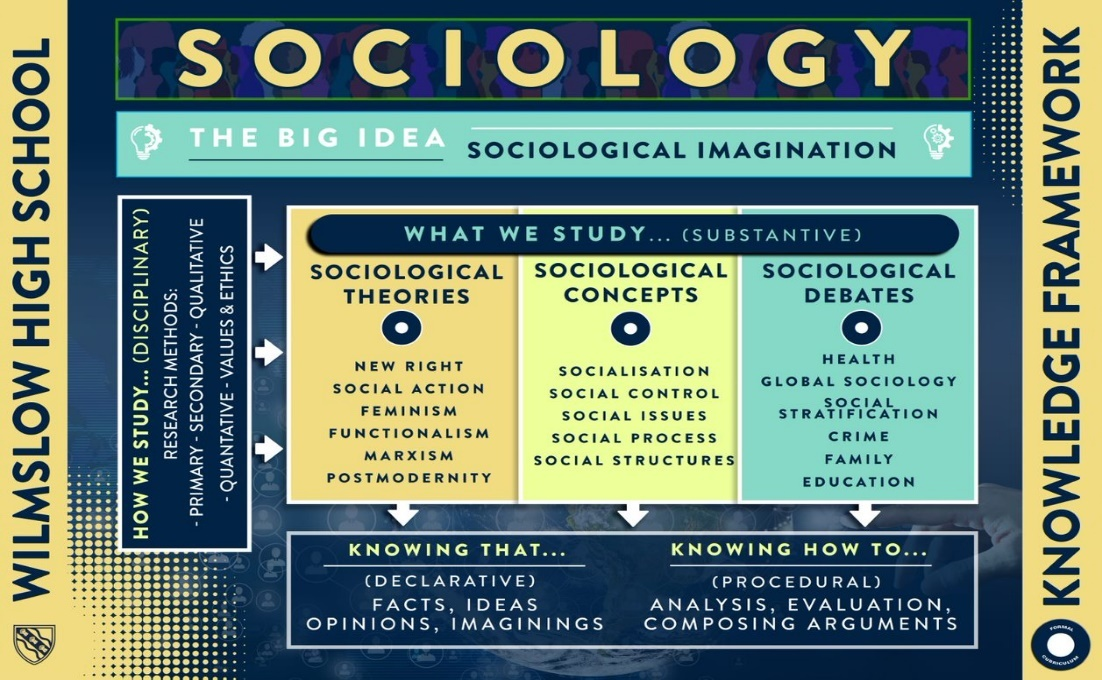 WILMSLOW HIGH SCHOOL
SOCIOLOGY
THE BIG IDEA
SOCIOLOGICAL IMAGINATION
HOW WE STUDY... (DISCIPLINARY)
RESEARCH METHODS:
- PRIMARY - SECONDARY - QUALITATIVE
- QUANTATIVE - VALUES & ETHICS
WHAT WE STUDY... (SUBSTANTIVE)
SOCIOLOGICAL
THEORIES
NEW RIGHT
SOCIAL ACTION
FEMINISM
FUNCTIONALISM
MARXISM
POSTMODERNITY
SOCIOLOGICAL
CONCEPTS
SOCIALISATION
SOCIAL CONTROL
SOCIAL ISSUES
SOCIAL PROCESS
SOCIAL STRUCTURES
SOCIOLOGICAL
DEBATES
HEALTH
GLOBAL SOCIOLOGY
SOCIAL
STRATIFICATION
CRIME
FAMILY
EDUCATION
KNOWING THAT...
(DECLARATIVE)
FACTS, IDEAS
OPINIONS, IMAGININGS
KNOWING HOW TO...
(PROCEDURAL)
ANALYSIS, EVALUATION,
COMPOSING ARGUMENTS
KNOWLEDGE FRAMEWORK
FORMAL
CURRICULUM